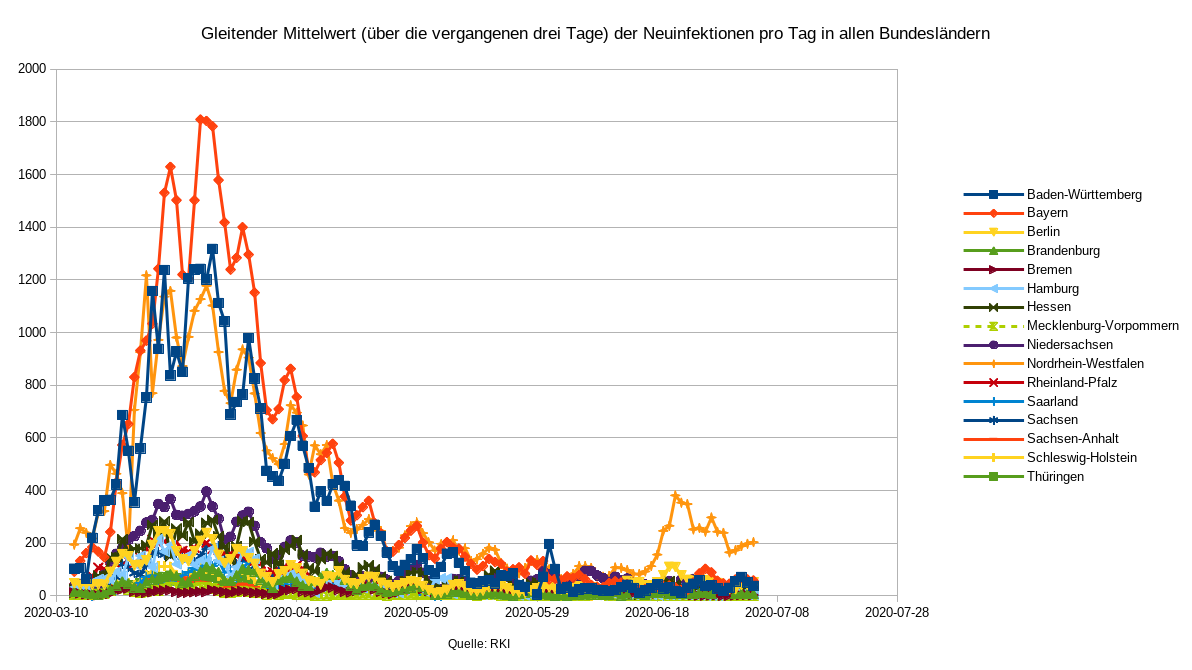 Gleitender Mittelwert (über die vergangenen drei Tage) der Neuinfektionen pro Tag in allen Bundesländern
2000
1800
1600
1400
1200
1000
800
600
400
200
0
2020-03-10 2020-03-30 2020-04-19 2020-05-09 2020-05-29 2020-06-18 2020-07-08 2020-07-28
Baden-Württemberg
Bayern
Berlin
Brandenburg
Bremen
Hamburg
Hessen
Mecklenburg-Vorpommern
Niedersachsen
Nordrhein-Westfalen
Rheinland-Pfalz
Saarland
Sachsen
Sachsen-Anhalt
Schleswig-Holstein
Thüringen
Quelle: RKI